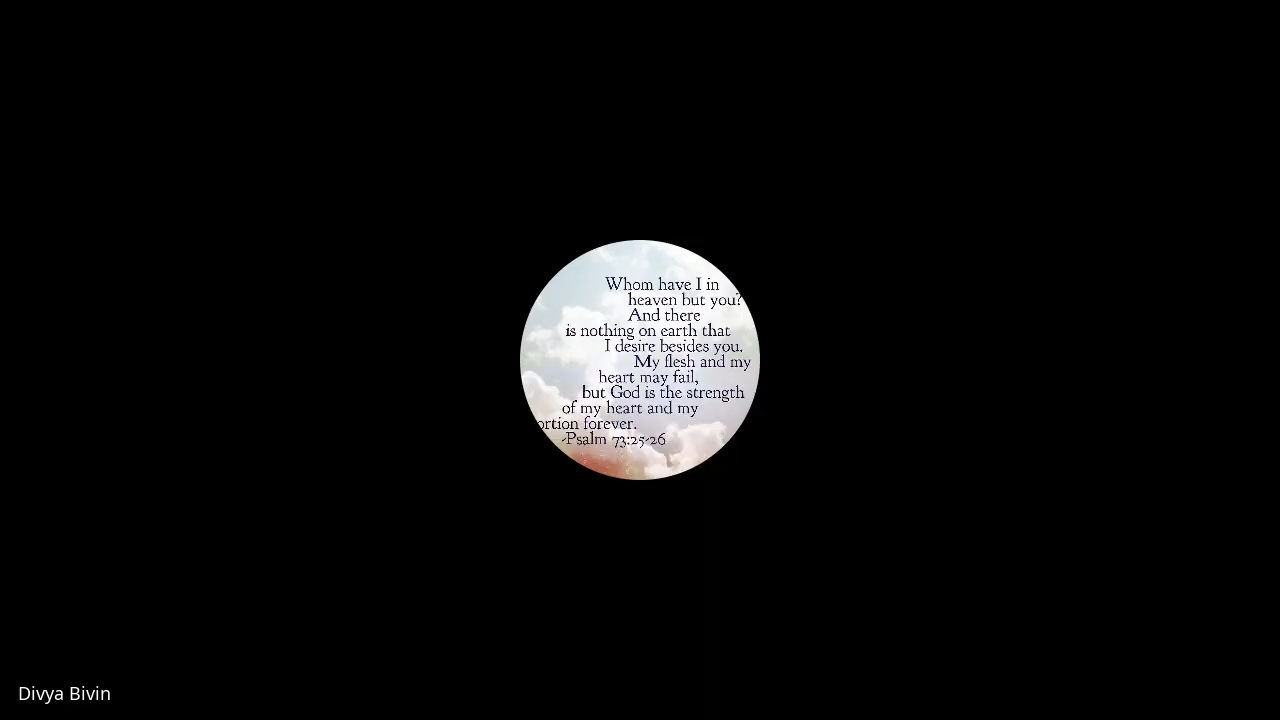 Whom have I in
heaven but you?
And there
is nothing on earth that
I desire besides you.
My flesh and my
heart may fail,
but God is the strength
of my heart and my
ortion forever.
-Psalm 73:25-26
Divya Bivin